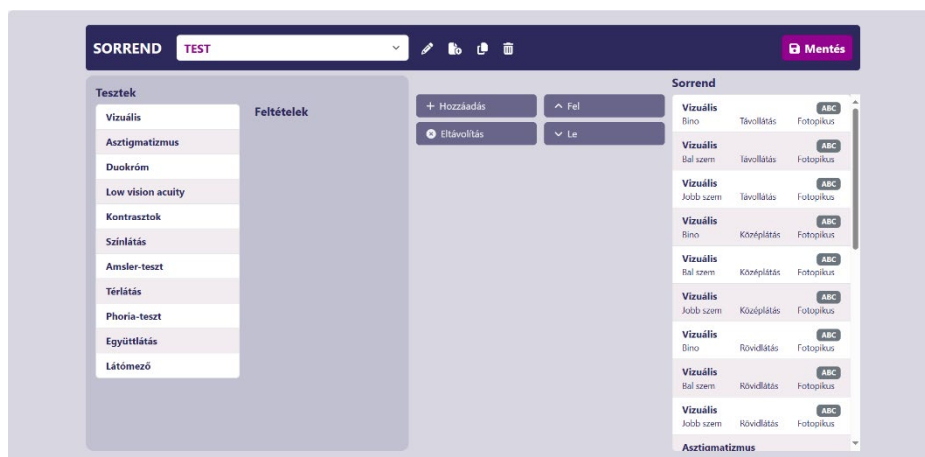 SORREND TEST Mentés
Tesztek
Vizuális
Asztigmatizmus
Duokróm
Low vision acuity
Kontrasztok
Színlátás
Amsler-teszt
Térlátás
Phoria-teszt
Együttlátás
Látómező
Feltételek
+ Hozzáadás
Fel
Eltávolítás
Le
Sorrend
Vizuális ABC
Bino Távollátás Fotopikus
Vizuális ABC
Bal szem Távollátás Fotopikus
Vizuális ABC
Jobb szem Távollátás Fotopikus
Vizuális ABC
Bino Középlátás Fotopikus
Vizuális ABC
Bal szem Középlátás Fotopikus
Vizuális ABC
Jobb szem Középlátás Fotopikus
Vizuális ABC
Bino Rövidlátás Fotopikus
Vizuális ABC
Bal szem Rövidlátás Fotopikus
Vizuális ABC
Jobb szem Rövidlátás Fotopikus
Asztigmatizmus